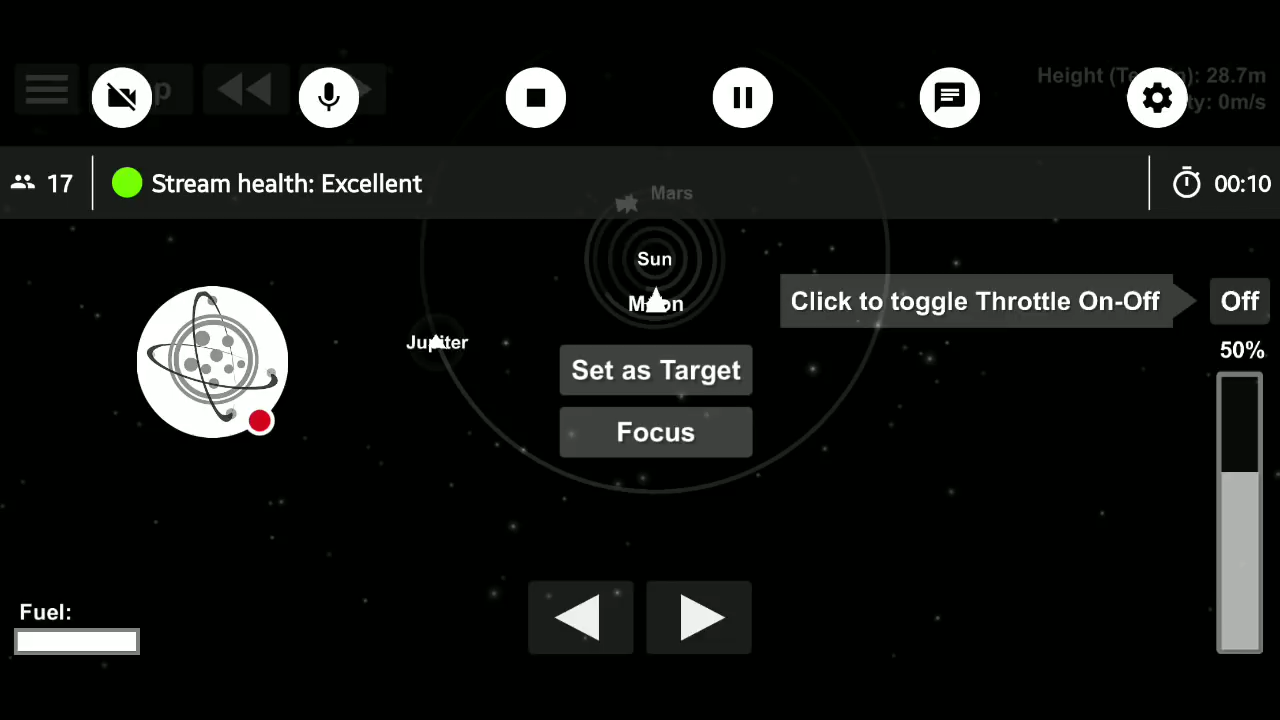 Height (Terrain): 28.7m
0m/s
17
Stream health: Excellent
00:10
Mars
Sun
Moon
Click to toggle Throttle On-Off
Off
Jupiter
50%
Set as Target
Focus
Fuel: